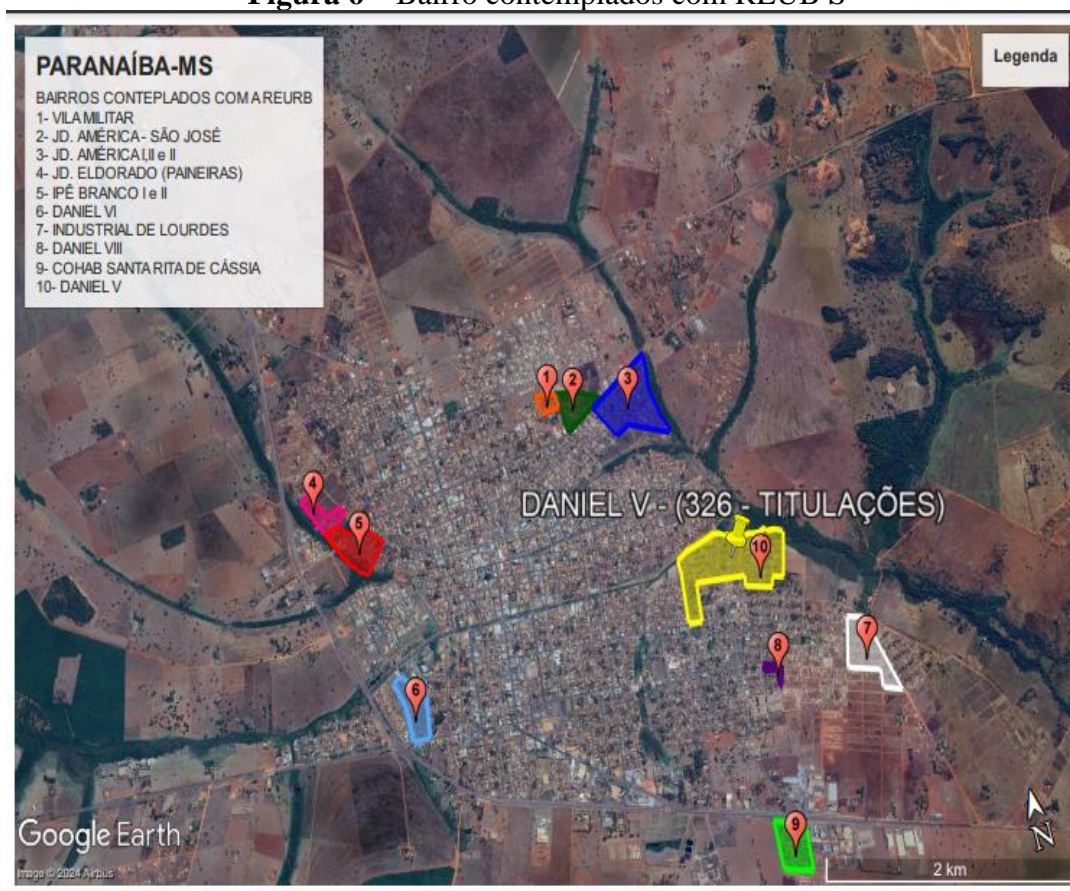 Figura 6 – Bairro contemplados com REUB S
PARANAÍBA-MS
BAIRROS CONTEPLADOS COM A REURB
1- VILA MILITAR
2- JD. AMÉRICA - SÃO JOSÉ
3- JD. AMÉRICA I,II e II
4- JD. ELDORADO (PAINEIRAS)
5- IPÊ BRANCO I e II
6- DANIEL VI
7- INDUSTRIAL DE LOURDES
8- DANIEL VIII
9- COHAB SANTA RITA DE CÁSSIA
10- DANIEL V
Legenda
1
2
3
4
5
DANIEL V - (326 - TITULAÇÕES)
10
7
8
6
9
N
Google Earth
Image © 2024 Airbus
2 km